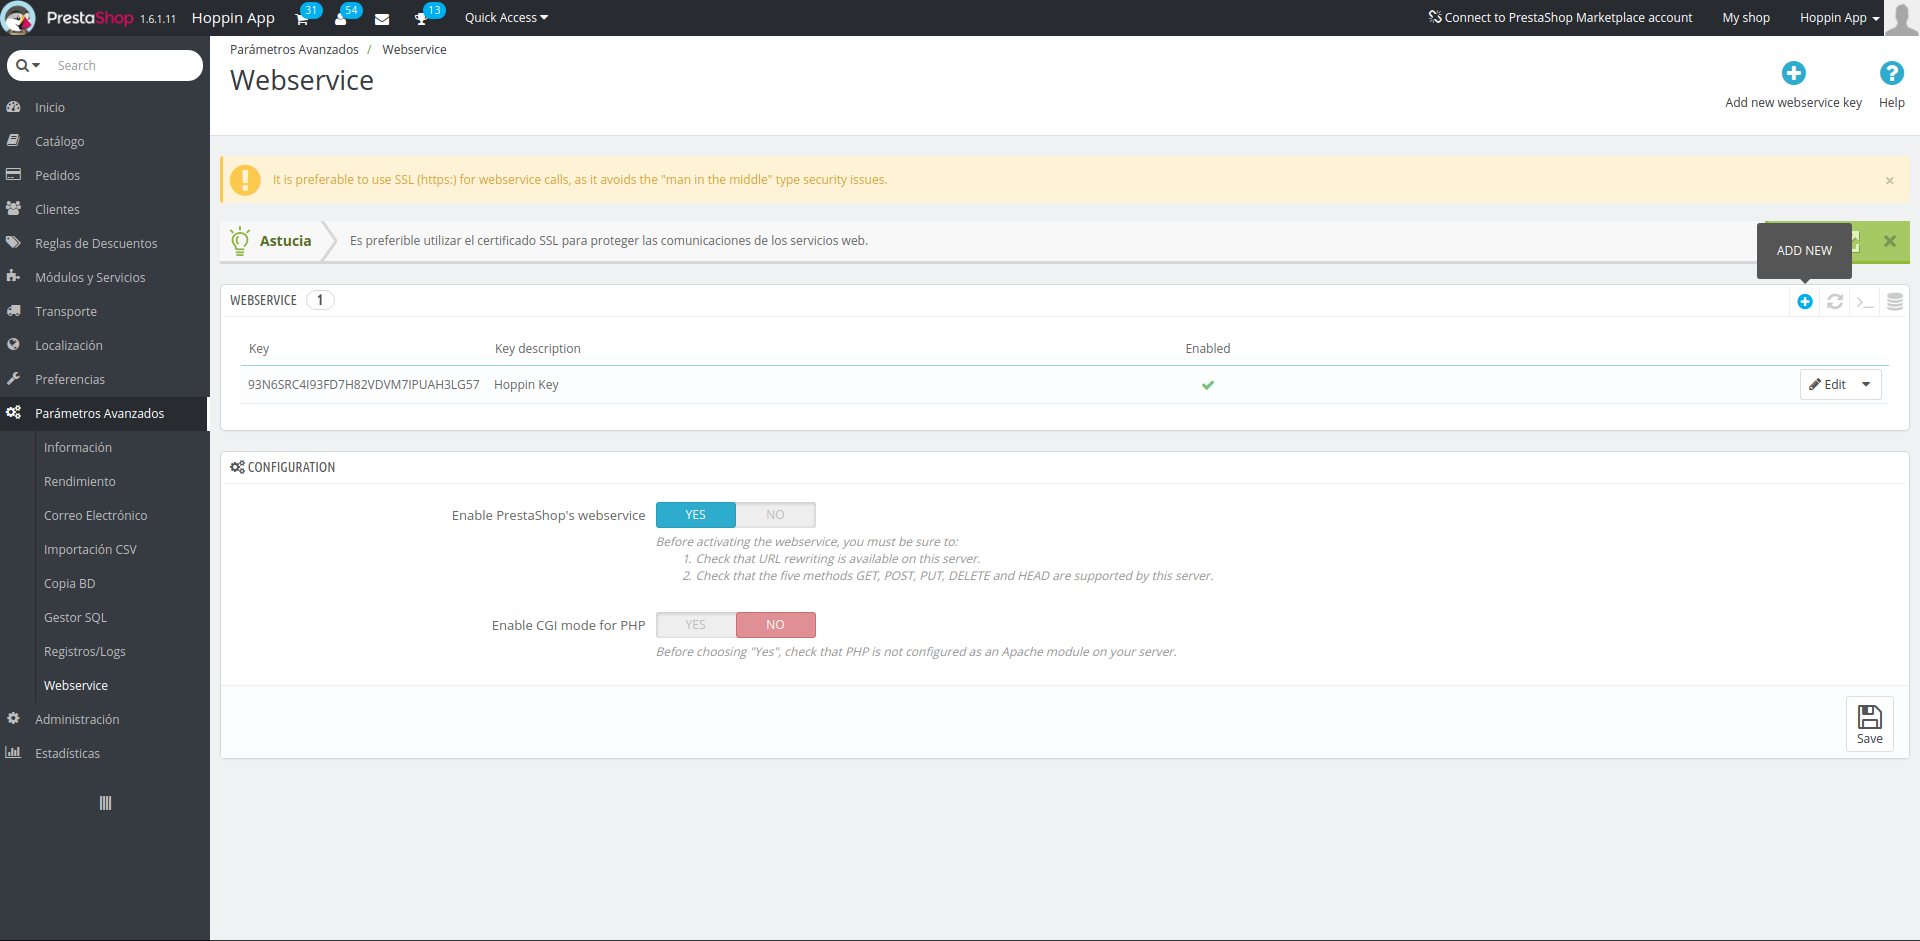 PrestaShop 1.6.1.11 Hoppin App 31 54 13 Quick Access Connect to PrestaShop Marketplace account My shop Hoppin App
Search
Inicio
Catálogo
Pedidos
Clientes
Reglas de Descuentos
Módulos y Servicios
Transporte
Localización
Preferencias
Parámetros Avanzados
Información
Rendimiento
Correo Electrónico
Importación CSV
Copia BD
Gestor SQL
Registros/Logs
Webservice
Administración
Estadísticas
Parámetros Avanzados / Webservice
Webservice
Add new webservice key Help
It is preferable to use SSL (https:) for webservice calls, as it avoids the "man in the middle" type security issues.
Astucia Es preferible utilizar el certificado SSL para proteger las comunicaciones de los servicios web.
ADD NEW
WEBSERVICE 1
Key Key description Enabled
93N6SRC4I93FD7H82VDVM7IPUAH3LG57 Hoppin Key Edit
CONFIGURATION
Enable PrestaShop's webservice YES NO
Before activating the webservice, you must be sure to:
1. Check that URL rewriting is available on this server.
2. Check that the five methods GET, POST, PUT, DELETE and HEAD are supported by this server.
Enable CGI mode for PHP YES NO
Before choosing "Yes", check that PHP is not configured as an Apache module on your server.
Save